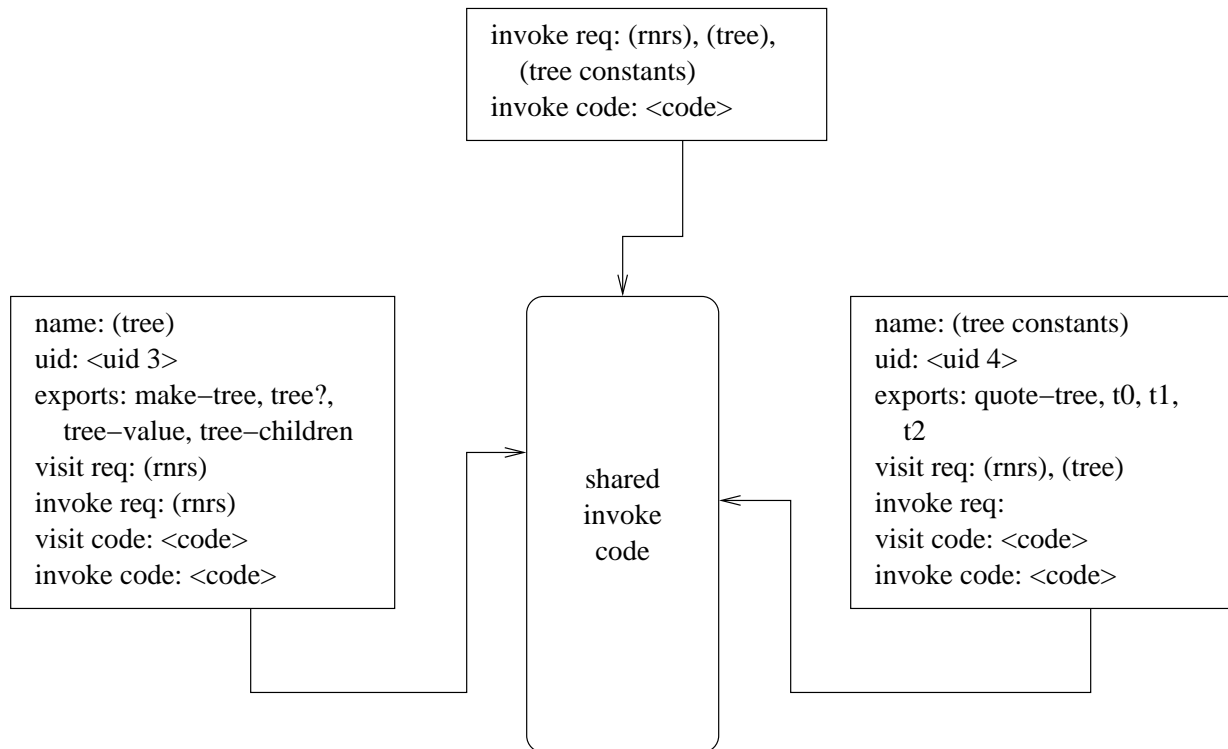 invoke req: (rnrs), (tree),
(tree constants)
invoke code: <code>
name: (tree)
uid: <uid 3>
exports: make−tree, tree?,
tree−value, tree−children
visit req: (rnrs)
invoke req: (rnrs)
visit code: <code>
invoke code: <code>
shared
invoke
code
name: (tree constants)
uid: <uid 4>
exports: quote−tree, t0, t1,
t2
visit req: (rnrs), (tree)
invoke req:
visit code: <code>
invoke code: <code>